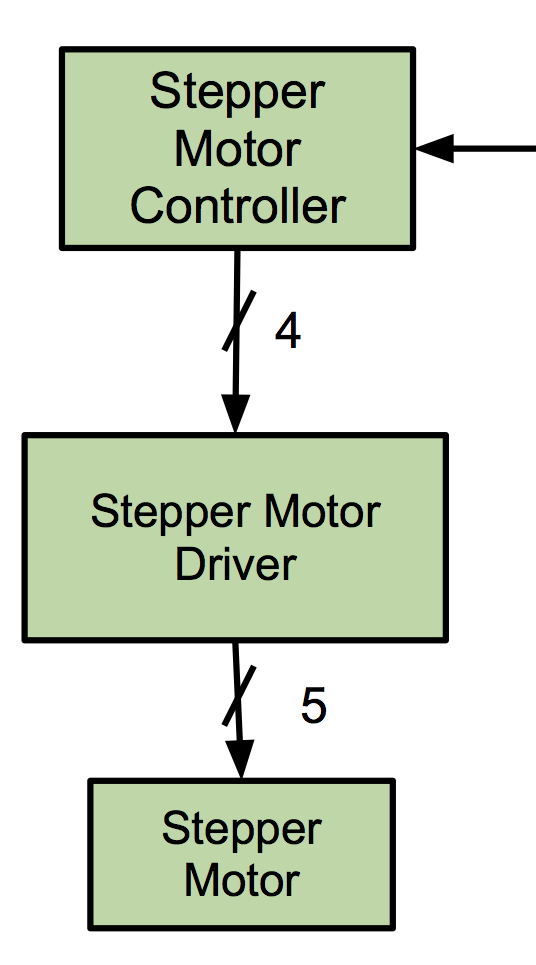 Stepper
Motor
Controller
4
Stepper Motor
Driver
5
Stepper
Motor